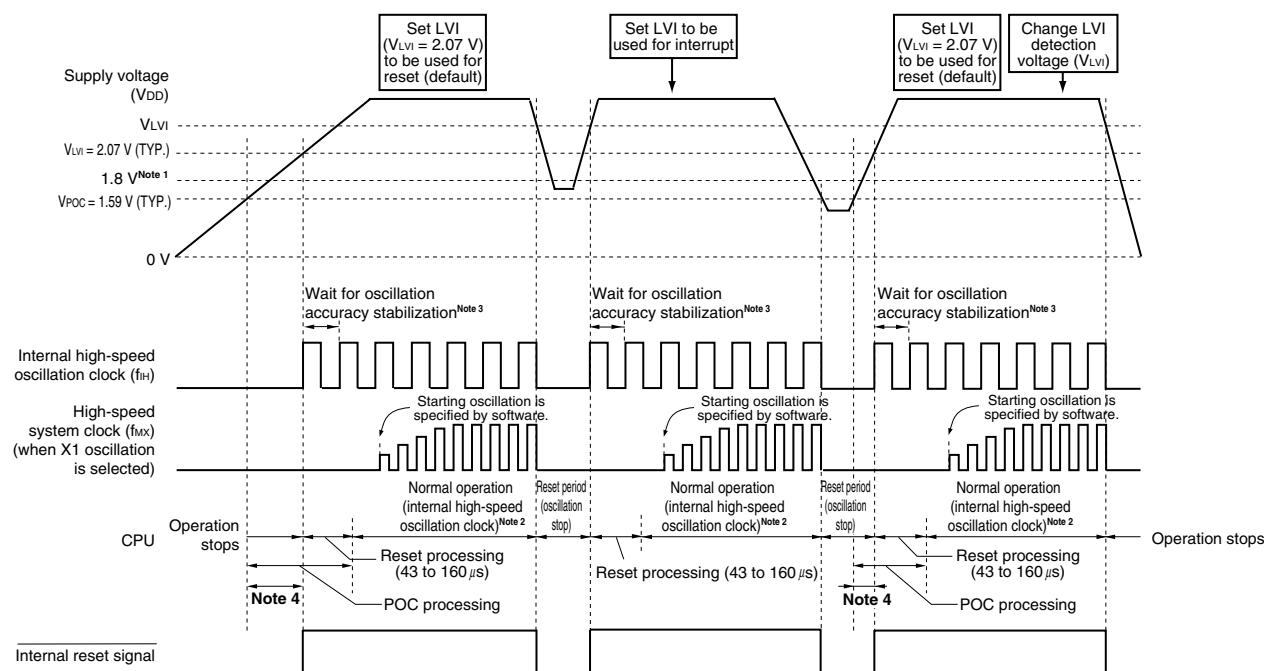 Set LVI
(VLVI = 2.07 V)
to be used for
reset (default)
Set LVI to be
used for interrupt
Set LVI
(VLVI = 2.07 V)
to be used for
reset (default)
Change LVI
detection
voltage (VLVI)
Supply voltage
(VDD)
VLVI
VLVI = 2.07 V (TYP.)
1.8 V Note 1
VPOC = 1.59 V (TYP.)
0 V
Wait for oscillation
accuracy stabilization Note 3
Wait for oscillation
accuracy stabilization Note 3
Wait for oscillation
accuracy stabilization Note 3
Internal high-speed
oscillation clock (fIH)
Starting oscillation is
specified by software.
Starting oscillation is
specified by software.
Starting oscillation is
specified by software.
High-speed
system clock (fMX)
(when X1 oscillation
is selected)
Normal operation
(internal high-speed
oscillation clock) Note 2
Reset period
(oscillation
stop)
Normal operation
(internal high-speed
oscillation clock) Note 2
Reset period
(oscillation
stop)
Normal operation
(internal high-speed
oscillation clock) Note 2
CPU
Operation
stops
Operation stops
Reset processing
(43 to 160 μs)
Reset processing (43 to 160 μs)
Reset processing
(43 to 160 μs)
Note 4
POC processing
Note 4
POC processing
Internal reset signal